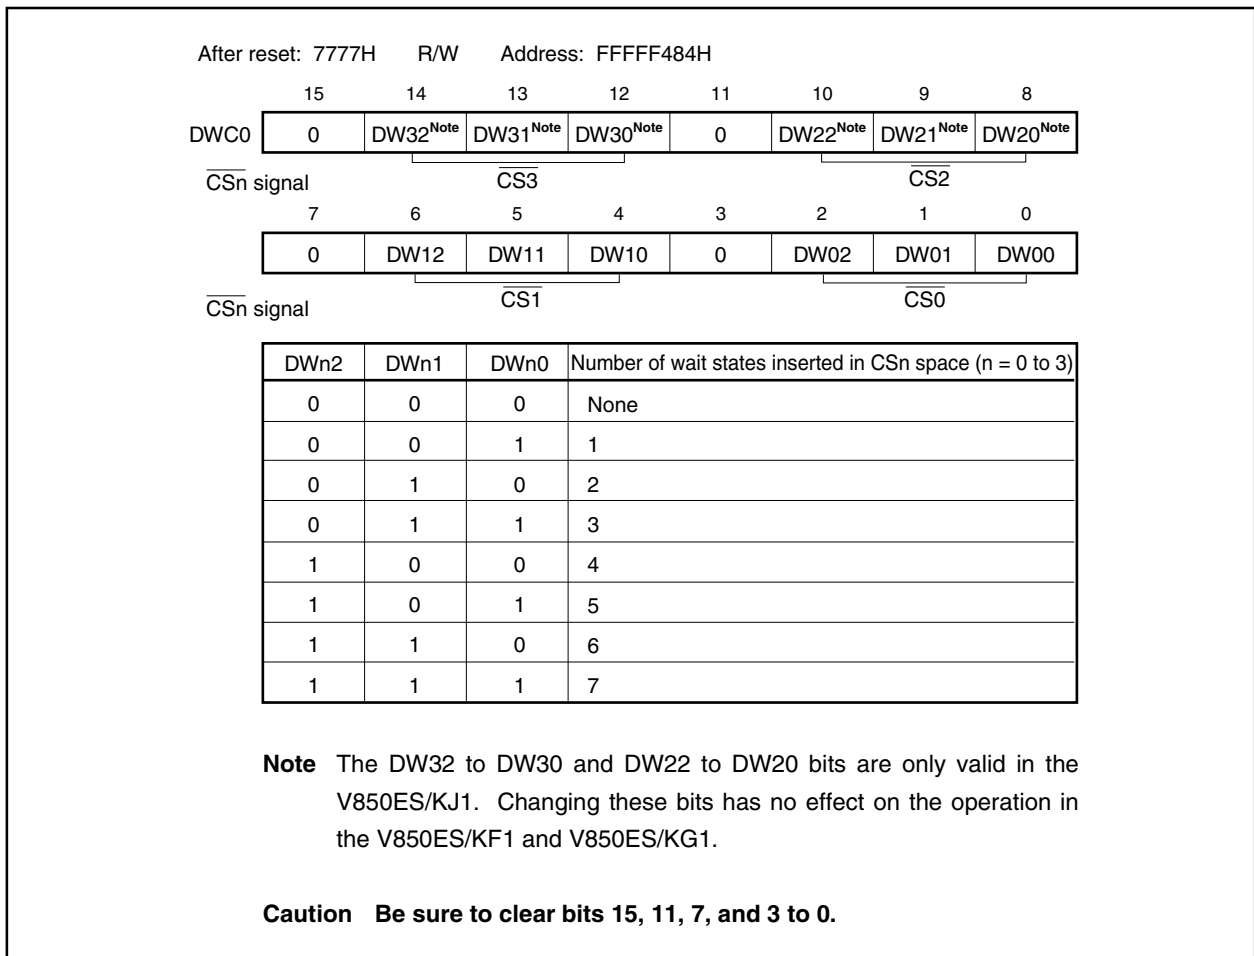 After reset: 7777H R/W Address: FFFFF484H
15 14 13 12 11 10 9 8
DWC0 0 DW32Note DW31Note DW30Note 0 DW22Note DW21Note DW20Note
CSn signal CS3 CS2
7 6 5 4 3 2 1 0
0 DW12 DW11 DW10 0 DW02 DW01 DW00
CSn signal CS1 CS0
DWn2 DWn1 DWn0 Number of wait states inserted in CSn space (n = 0 to 3)
0 0 0 None
0 0 1 1
0 1 0 2
0 1 1 3
1 0 0 4
1 0 1 5
1 1 0 6
1 1 1 7
Note The DW32 to DW30 and DW22 to DW20 bits are only valid in the
V850ES/KJ1. Changing these bits has no effect on the operation in
the V850ES/KF1 and V850ES/KG1.
Caution Be sure to clear bits 15, 11, 7, and 3 to 0.